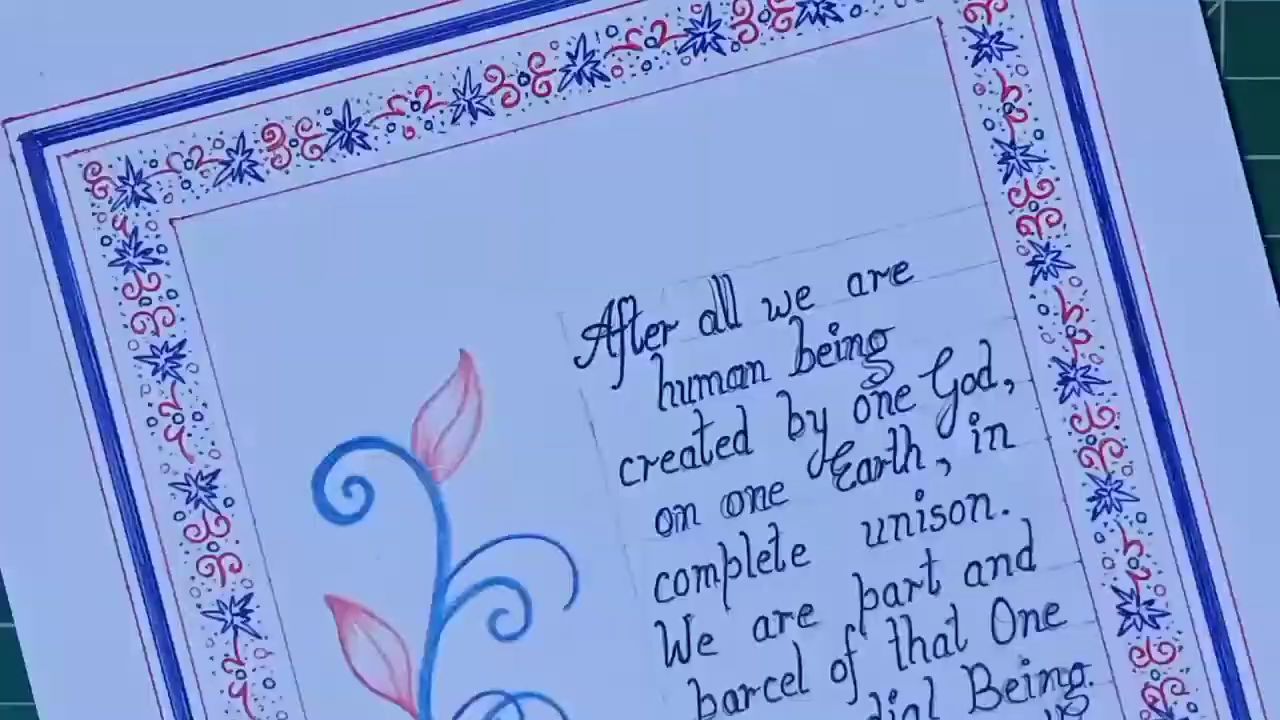 After all we are
human being
created by one God,
on one Earth, in
complete unison.
We are part and
parcel of that One
Being.